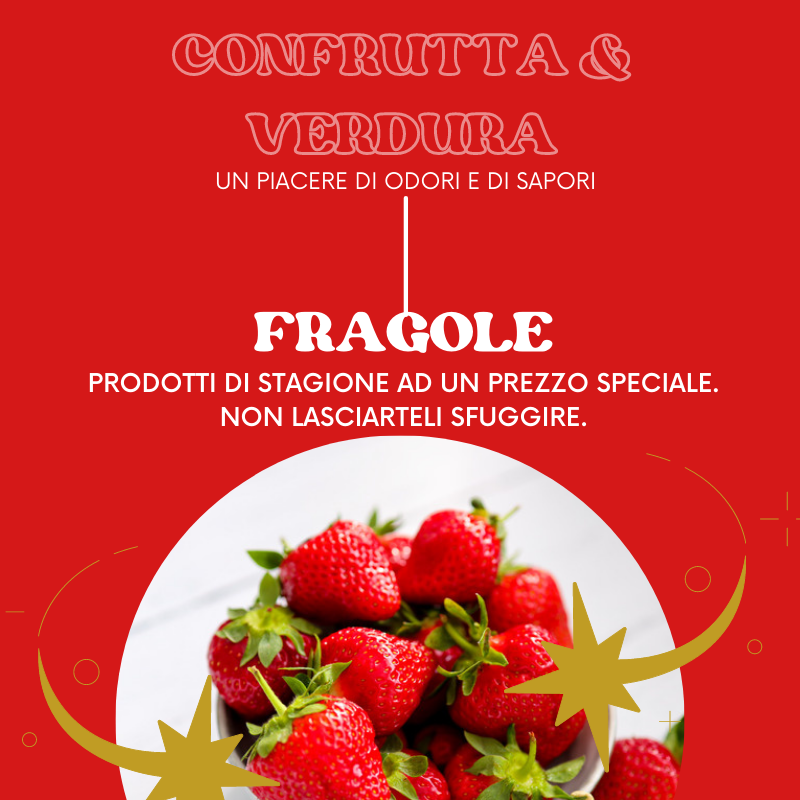 CONFRUTTA &
VERDURA
UN PIACERE DI ODORI E DI SAPORI
FRAGOLE
PRODOTTI DI STAGIONE AD UN PREZZO SPECIALE.
NON LASCIARTELI SFUGGIRE.